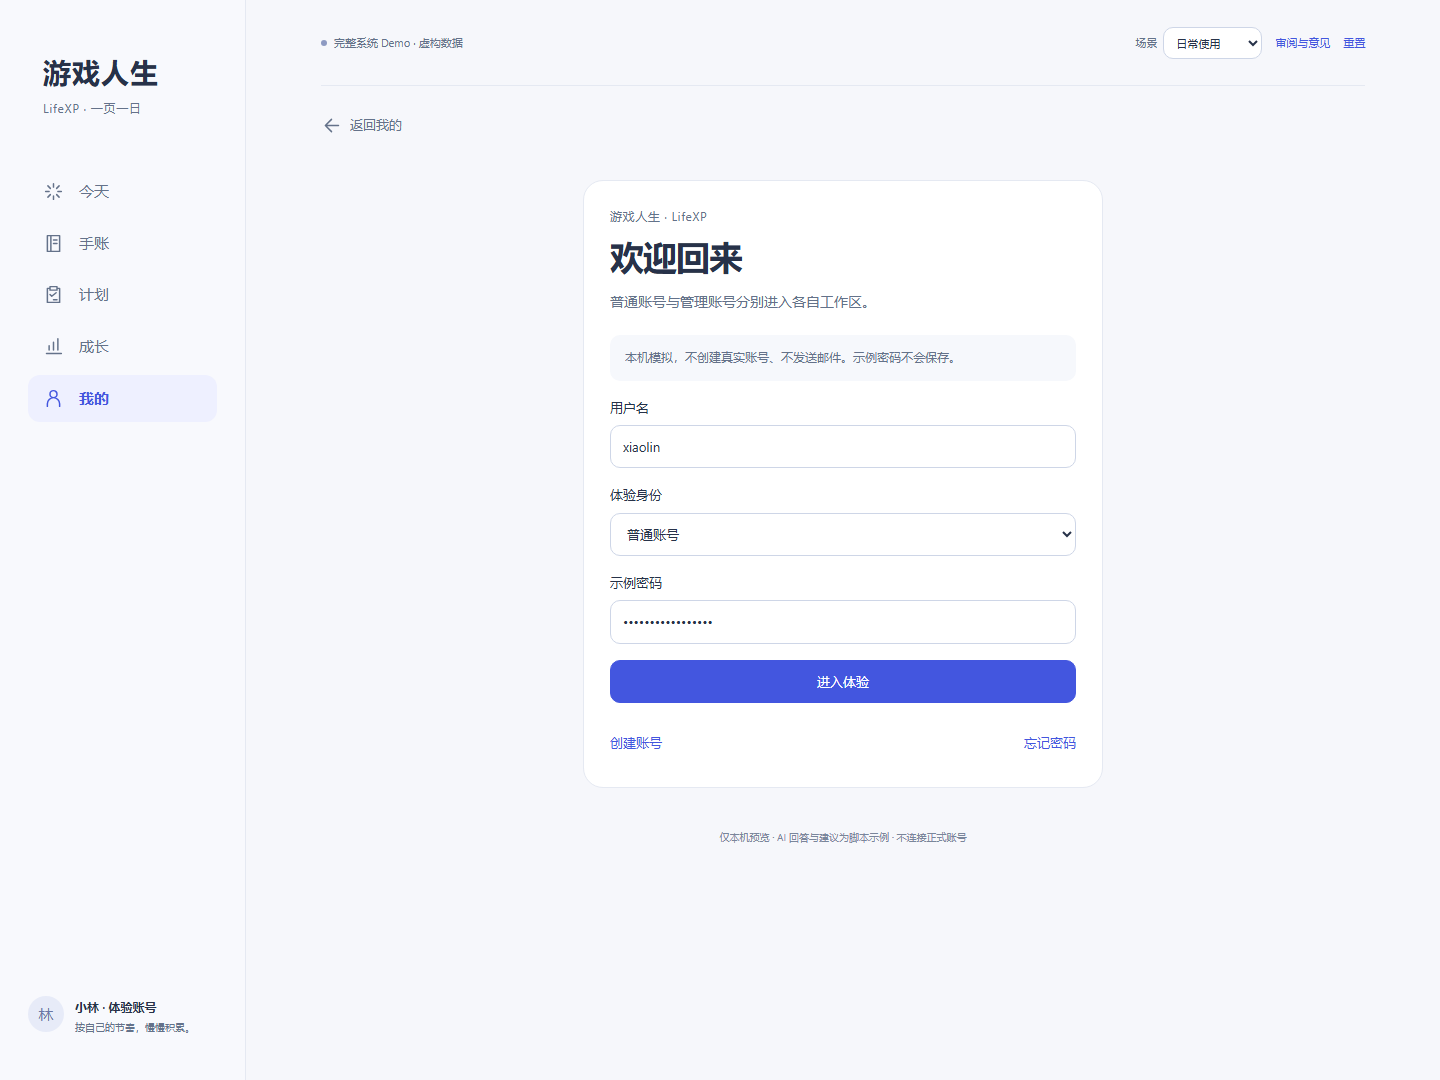 游戏人生
LifeXP · 一页一日
今天
手账
计划
成长
我的
林
小林 · 体验账号
按自己的节奏，慢慢积累。
完整系统 Demo · 虚构数据
场景
日常使用
审阅与意见
重置
返回我的
游戏人生 · LifeXP
欢迎回来
普通账号与管理账号分别进入各自工作区。
本机模拟，不创建真实账号、不发送邮件。示例密码不会保存。
用户名
xiaolin
体验身份
普通账号
示例密码
•••••••••••••••••
进入体验
创建账号
忘记密码
仅本机预览 · AI 回答与建议为脚本示例 · 不连接正式账号